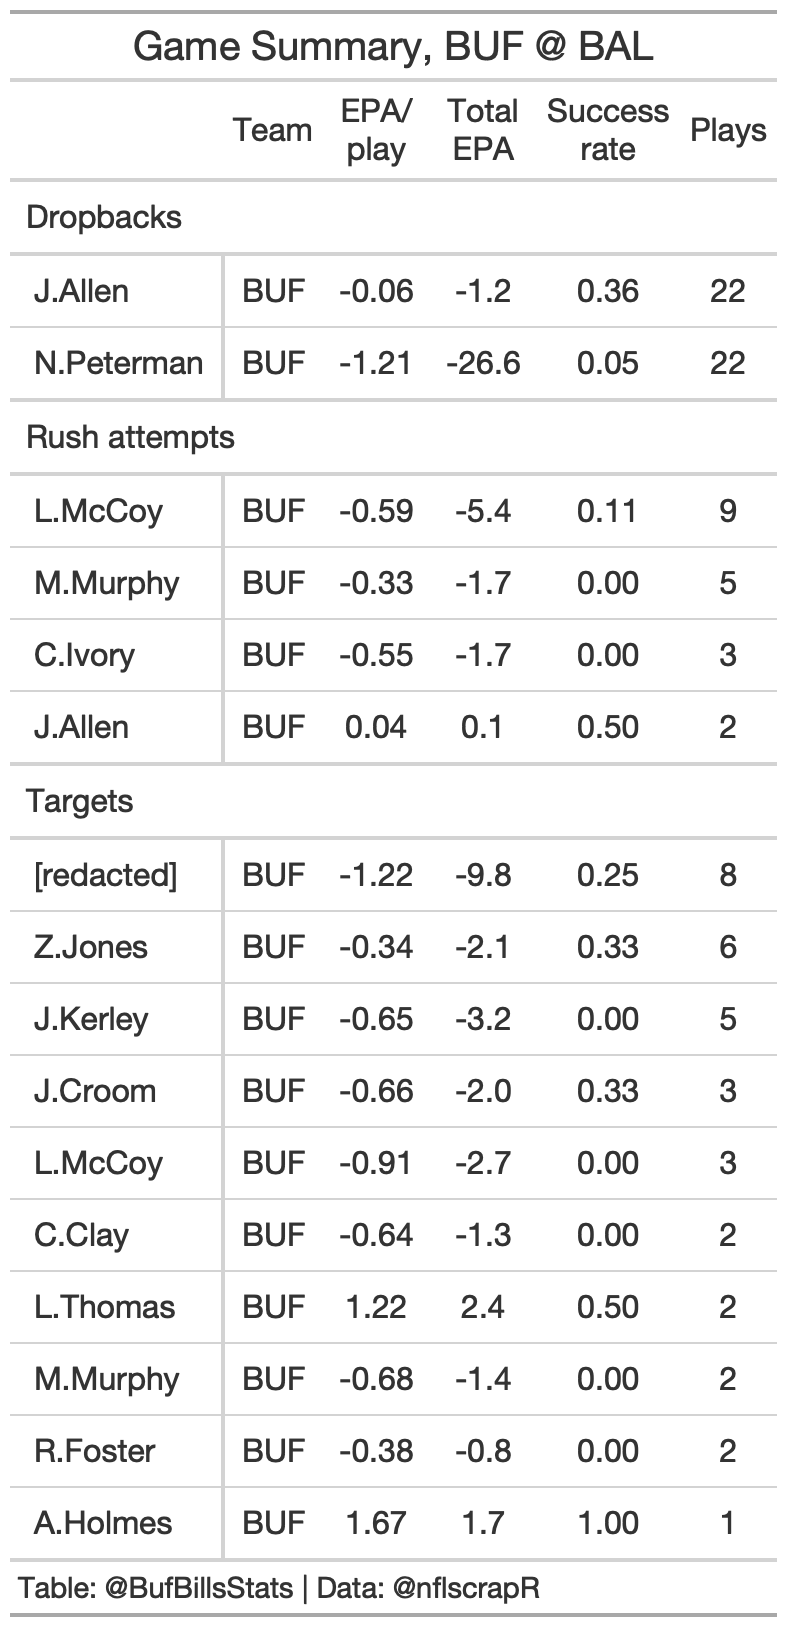 Game Summary, BUF @ BAL
Team EPA/play Total EPA Success rate Plays
Dropbacks
J.Allen BUF -0.06 -1.2 0.36 22
N.Peterman BUF -1.21 -26.6 0.05 22
Rush attempts
L.McCoy BUF -0.59 -5.4 0.11 9
M.Murphy BUF -0.33 -1.7 0.00 5
C.Ivory BUF -0.55 -1.7 0.00 3
J.Allen BUF 0.04 0.1 0.50 2
Targets
[redacted] BUF -1.22 -9.8 0.25 8
Z.Jones BUF -0.34 -2.1 0.33 6
J.Kerley BUF -0.65 -3.2 0.00 5
J.Croom BUF -0.66 -2.0 0.33 3
L.McCoy BUF -0.91 -2.7 0.00 3
C.Clay BUF -0.64 -1.3 0.00 2
L.Thomas BUF 1.22 2.4 0.50 2
M.Murphy BUF -0.68 -1.4 0.00 2
R.Foster BUF -0.38 -0.8 0.00 2
A.Holmes BUF 1.67 1.7 1.00 1
Table: @BufBillsStats | Data: @nflscrapR